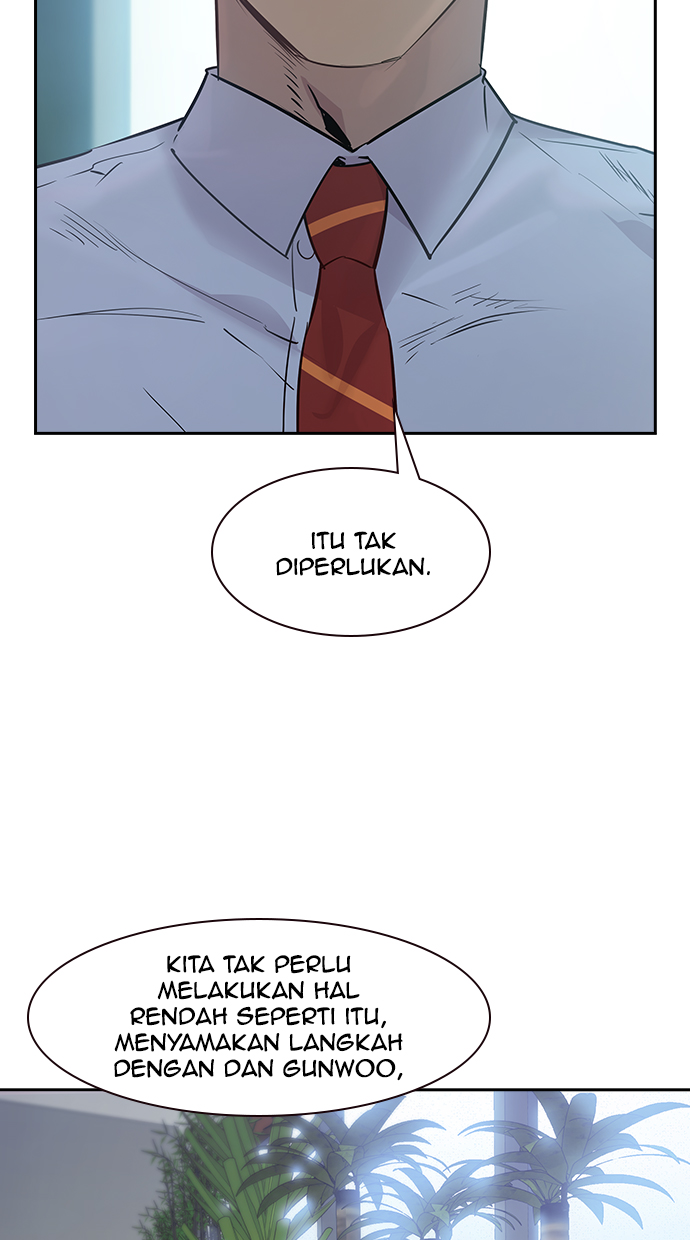 ITU TAK
DIPERLUKAN.
KITA TAK PERLU
MELAKUKAN HAL
RENDAH SEPERTI ITU,
MENYAMAKAN LANGKAH
DENGAN DAN GUNWOO,